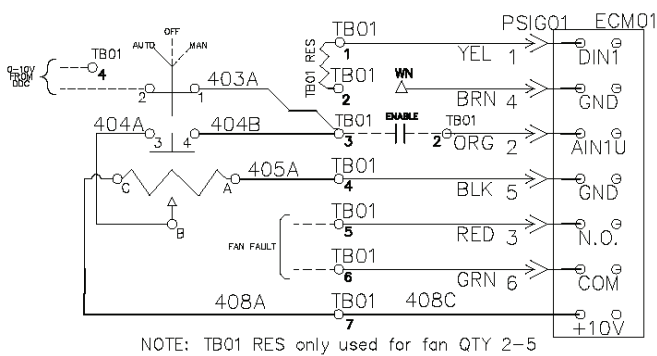 PSIG01 ECM01
OFF
AUTO MAN
0-10V
FROM
DDC
TB01
4
2 1
403A
TB01 RES
TB01
1
YEL 1
DIN1
TB01
2
WN
BRN 4
GND
404A
3 4
404B
TB01
3
ENABLE
TB01
2
ORG 2
AIN1U
C A
405A
TB01
4
BLK 5
GND
B
FAN FAULT
TB01
5
RED 3
N.O.
TB01
6
GRN 6
COM
408A
TB01
7
408C
+10V
NOTE: TB01 RES only used for fan QTY 2-5